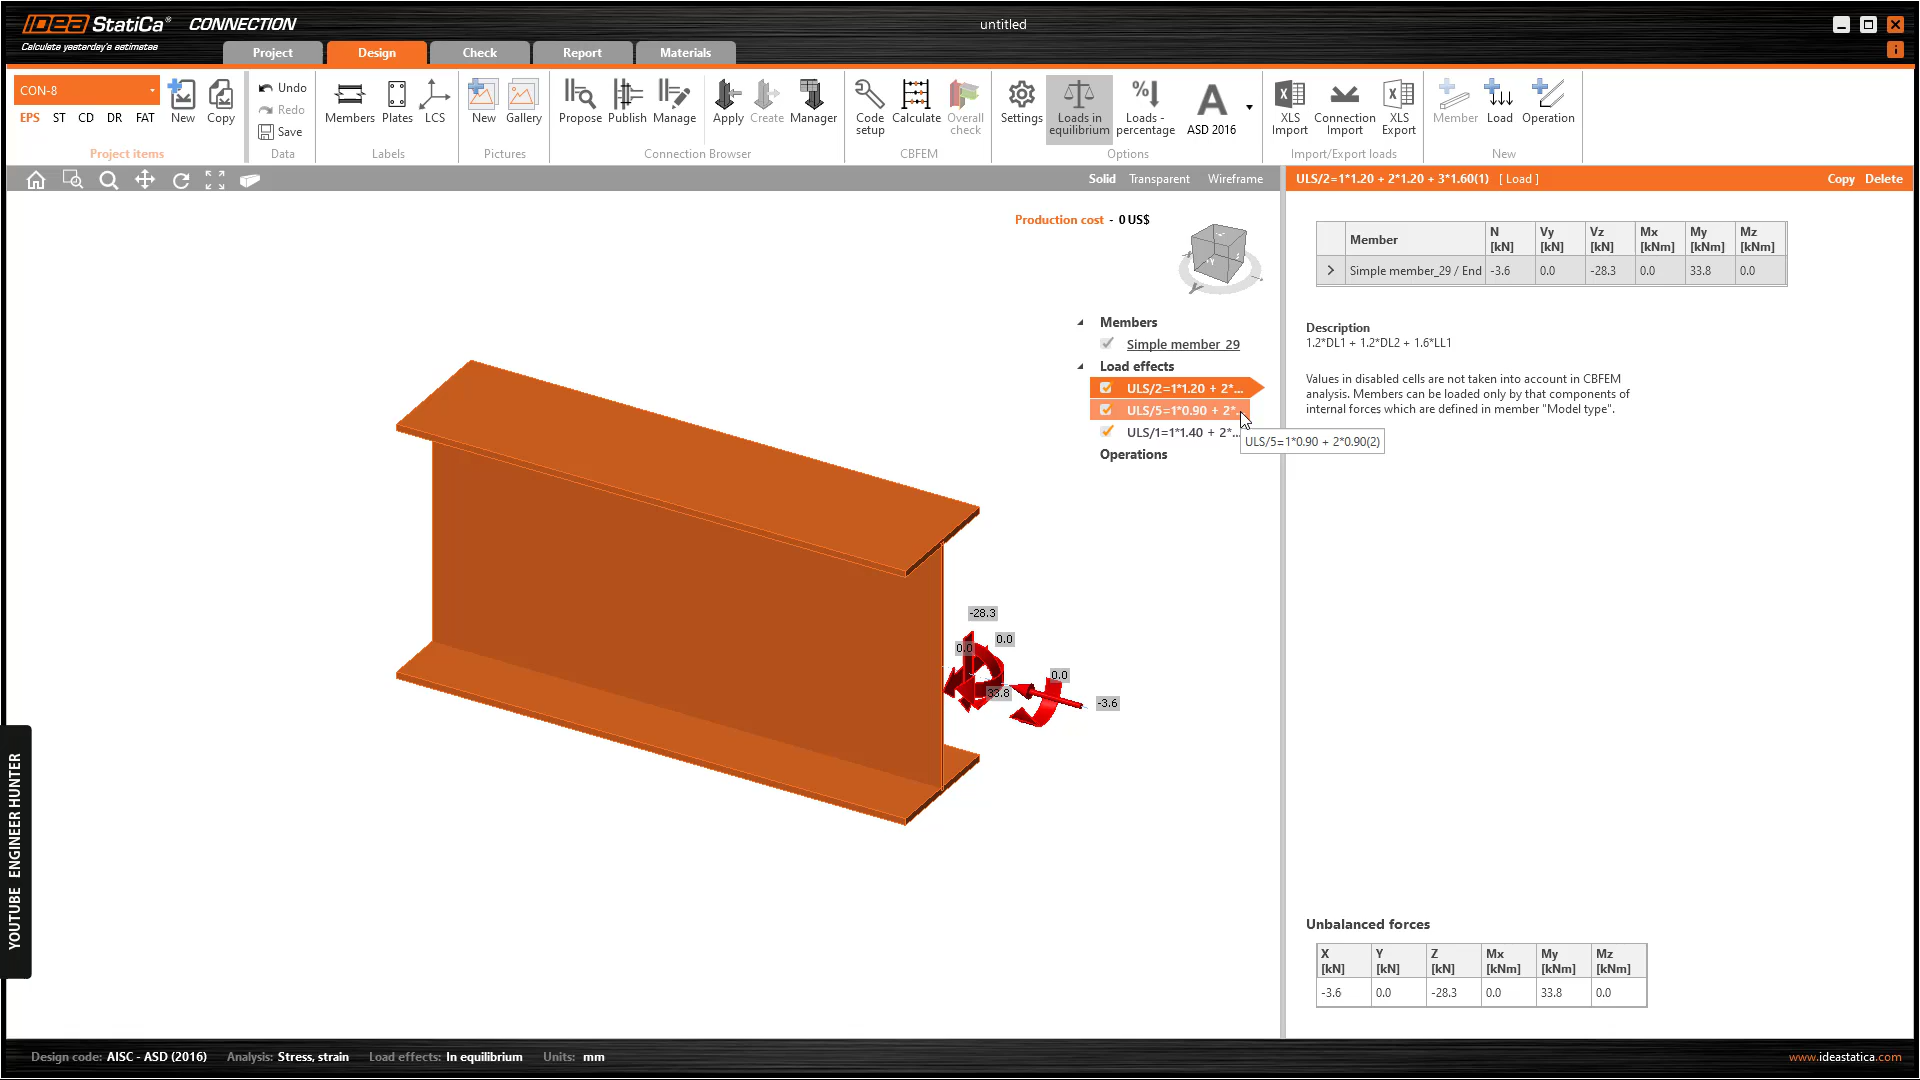 IDEA StatiCa® CONNECTION
Calculate yesterday's estimates
untitled
Project Design Check Report Materials
CON-8
EPS ST CD DR FAT
New Copy
Project items
Undo
Redo
Save
Data
Members Plates LCS
Labels
New Gallery
Pictures
Propose Publish Manage Apply Create Manager
Connection Browser
Code setup Calculate Overall check
CBFEM
Settings Loads in equilibrium %↓ Loads - percentage A ASD 2016
Options
XLS Import Connection Import XLS Export
Import/Export loads
Member Load Operation
New
Solid Transparent Wireframe
ULS/2=1*1.20 + 2*1.20 + 3*1.60(1) [ Load ] Copy Delete
Production cost - 0 US$
Members
Simple member_29
Load effects
ULS/2=1*1.20 + 2*...
ULS/5=1*0.90 + 2*...
ULS/1=1*1.40 + 2*...
ULS/5=1*0.90 + 2*0.90(2)
Operations
-28.3
0.0
0.0
0.0
33.8
-3.6
Member N [kN] Vy [kN] Vz [kN] Mx [kNm] My [kNm] Mz [kNm]
> Simple member_29 / End -3.6 0.0 -28.3 0.0 33.8 0.0
Description
1.2*DL1 + 1.2*DL2 + 1.6*LL1
Values in disabled cells are not taken into account in CBFEM
analysis. Members can be loaded only by that components of
internal forces which are defined in member "Model type".
Unbalanced forces
X [kN] Y [kN] Z [kN] Mx [kNm] My [kNm] Mz [kNm]
-3.6 0.0 -28.3 0.0 33.8 0.0
YOUTUBE ENGINEER HUNTER
Design code: AISC - ASD (2016) Analysis: Stress, strain Load effects: In equilibrium Units: mm
www.ideastatica.com